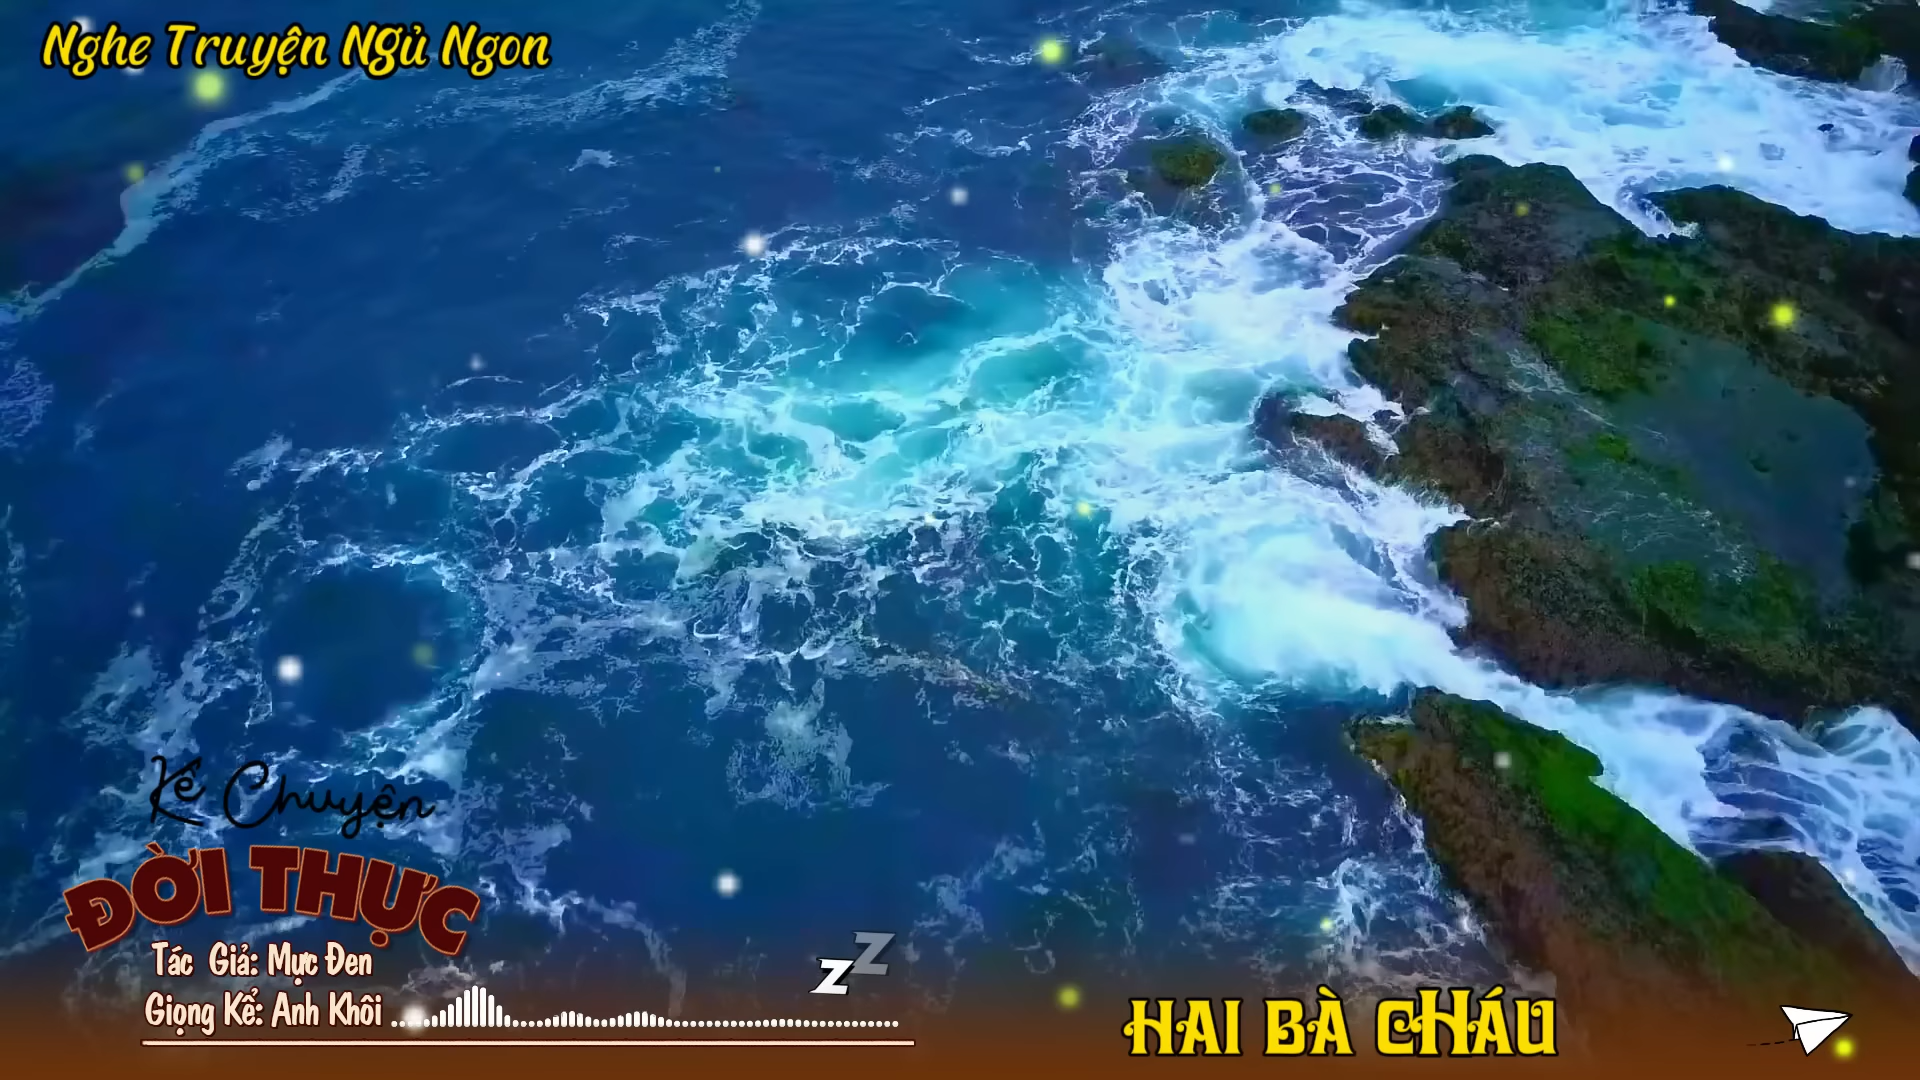 Nghe Truyện Ngủ Ngon
Kể Chuyện
ĐỜI THỰC
Tác Giả: Mực Đen
Giọng Kể: Anh Khôi
ZZ
HAI BÀ CHÁU